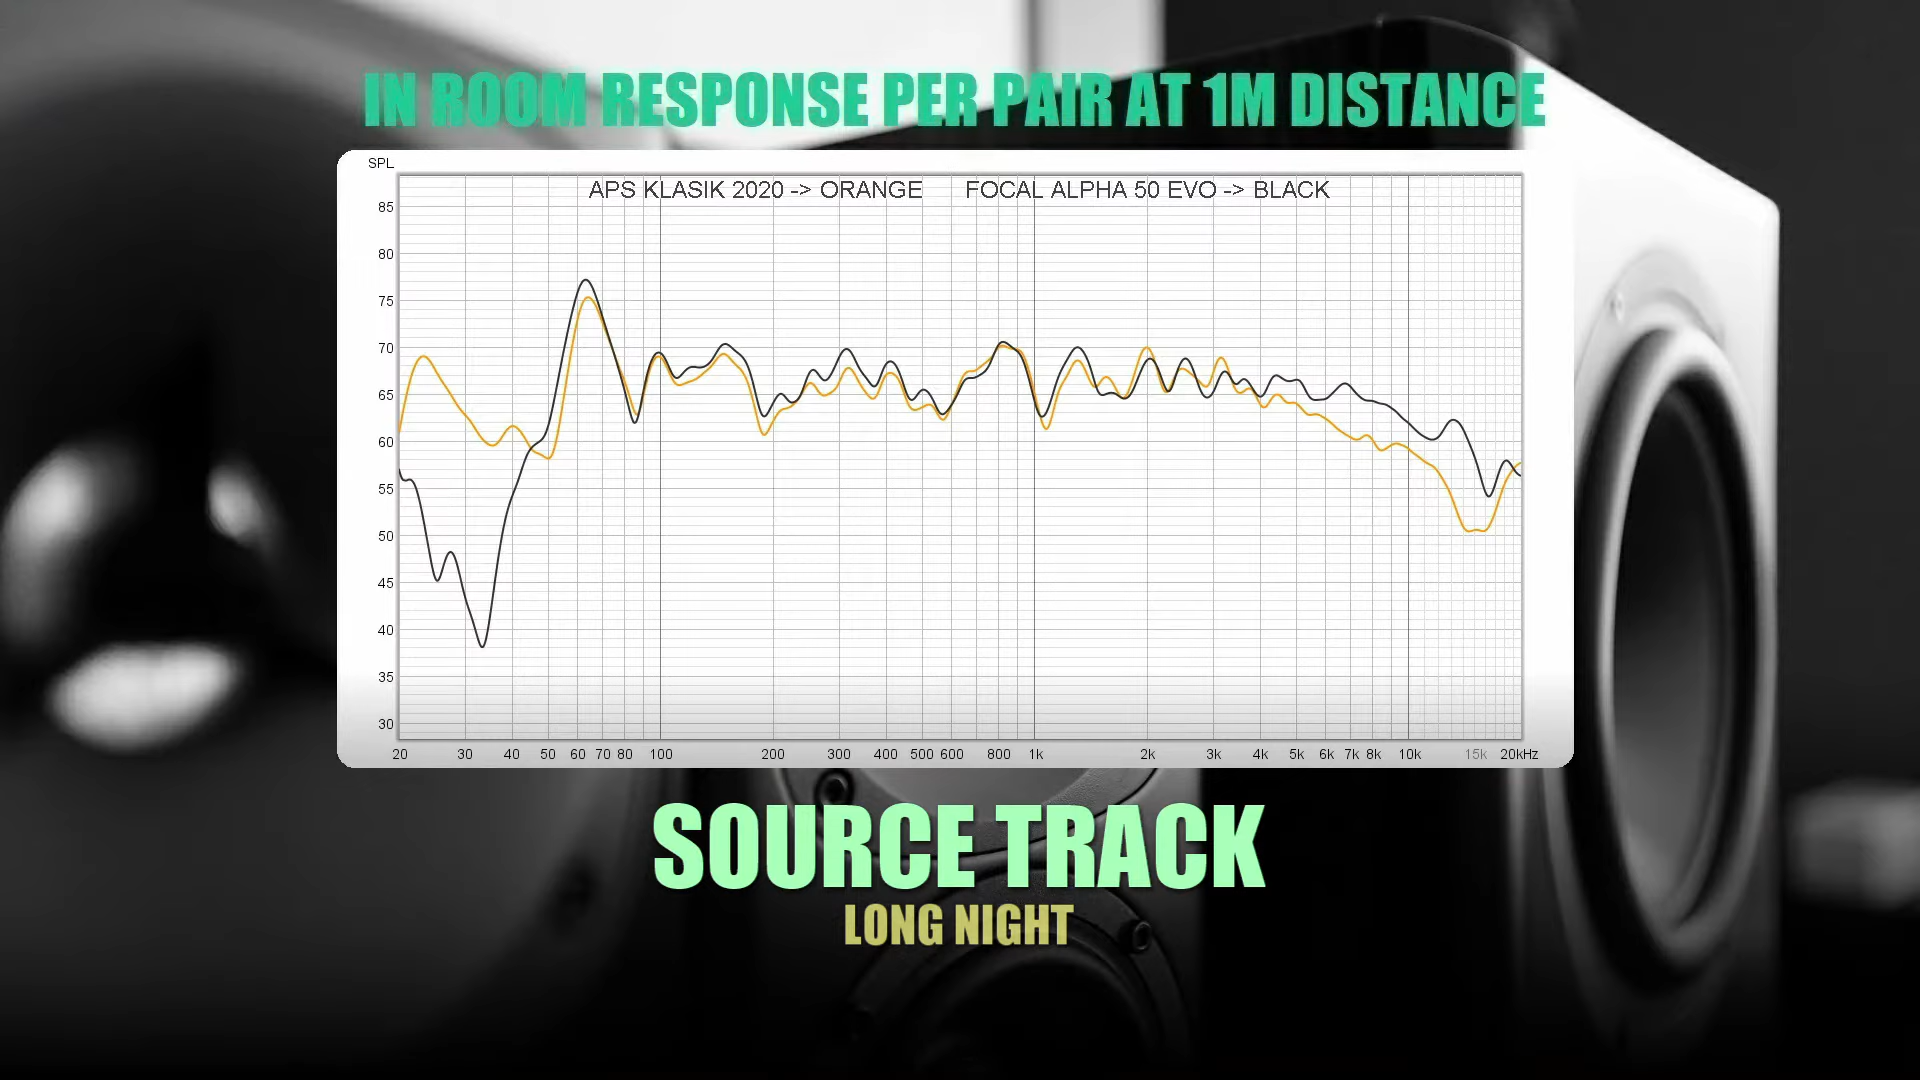 IN ROOM RESPONSE PER PAIR AT 1M DISTANCE
SPL
APS KLASIK 2020 -> ORANGE FOCAL ALPHA 50 EVO -> BLACK
85
80
75
70
65
60
55
50
45
40
35
30
20 30 40 50 60 70 80 100 200 300 400 500 600 800 1k 2k 3k 4k 5k 6k 7k 8k 10k 15k 20kHz
SOURCE TRACK
LONG NIGHT